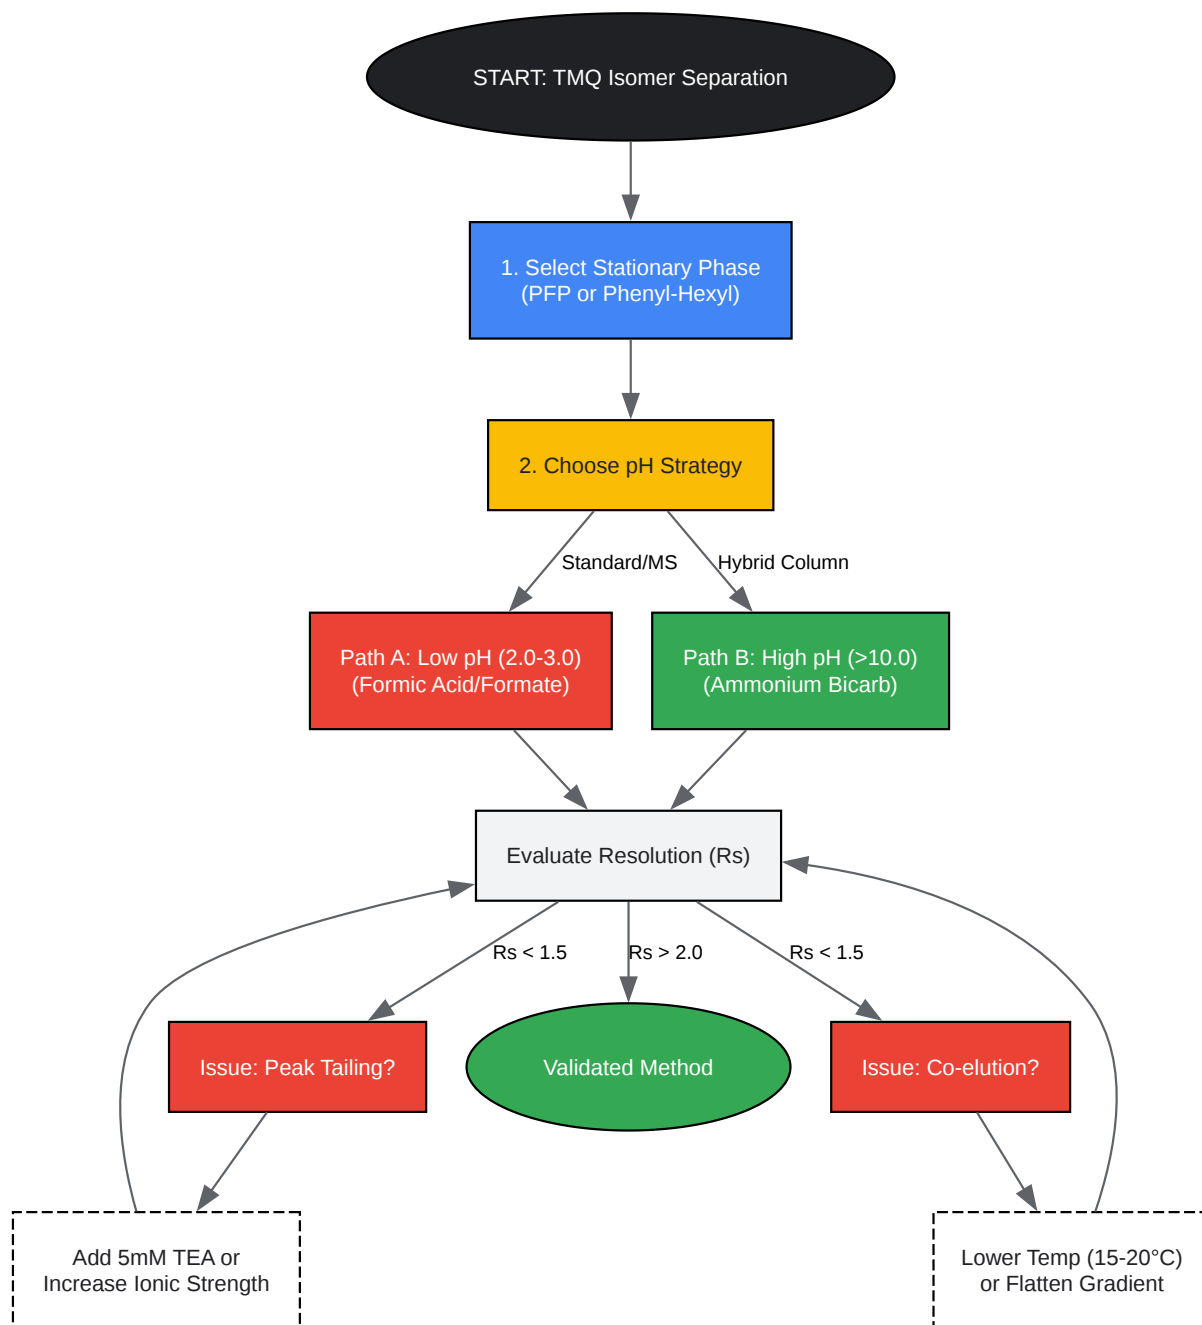 START: TMQ Isomer Separation
1. Select Stationary Phase
(PFP or Phenyl-Hexyl)
2. Choose pH Strategy
Standard/MS
Hybrid Column
Path A: Low pH (2.0-3.0)
(Formic Acid/Formate)
Path B: High pH (>10.0)
(Ammonium Bicarb)
Evaluate Resolution (Rs)
Rs < 1.5
Rs > 2.0
Rs < 1.5
Issue: Peak Tailing?
Validated Method
Issue: Co-elution?
Add 5mM TEA or
Increase Ionic Strength
Lower Temp (15-20°C)
or Flatten Gradient